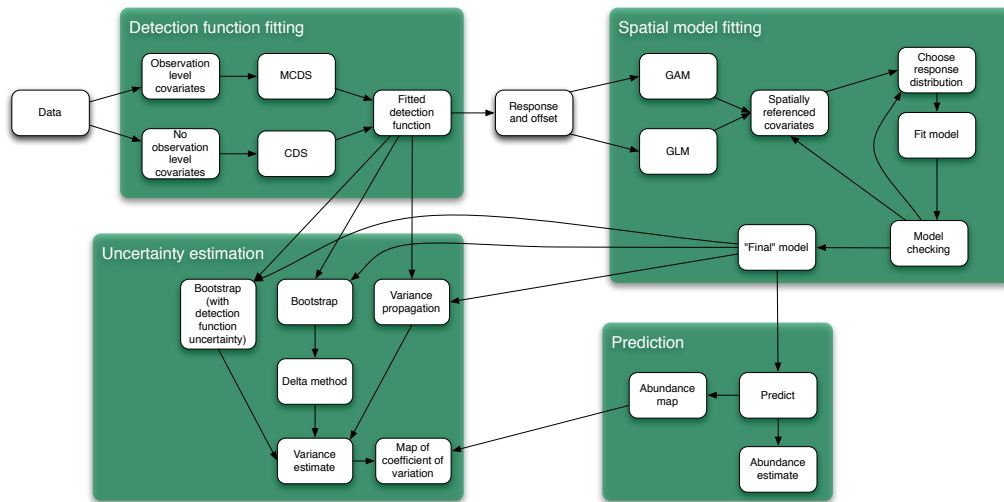 Detection function fitting
Observation
level
covariates
MCDS
Data
No
observation
level
covariates
CDS
Fitted
detection
function
Response
and offset
Spatial model fitting
GAM
GLM
Spatially
referenced
covariates
Choose
response
distribution
Fit model
Model
checking
"Final" model
Uncertainty estimation
Bootstrap
(with
detection
function
uncertainty)
Bootstrap
Variance
propagation
Delta method
Variance
estimate
Map of
coefficient of
variation
Prediction
Abundance
map
Predict
Abundance
estimate